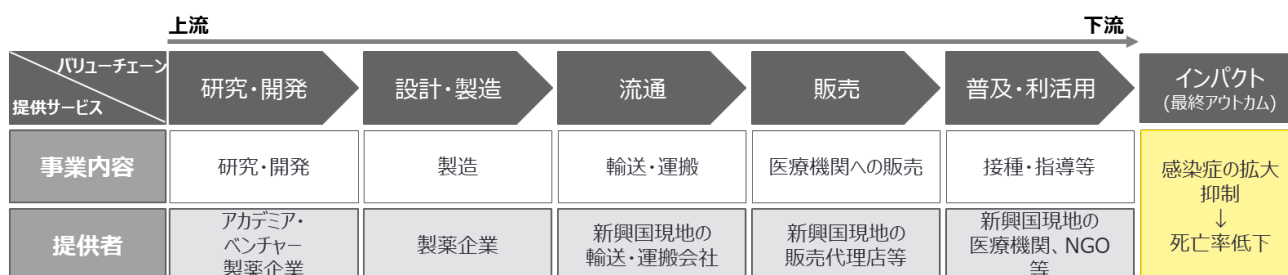 上流
下流
バリューチェーン
提供サービス
研究・開発
設計・製造
流通
販売
普及・利活用
インパクト
(最終アウトカム)
事業内容
研究・開発
製造
輸送・運搬
医療機関への販売
接種・指導等
感染症の拡大
抑制
↓
死亡率低下
提供者
アカデミア・
ベンチャー
製薬企業
製薬企業
新興国現地の
輸送・運搬会社
新興国現地の
販売代理店等
新興国現地の
医療機関、NGO
等